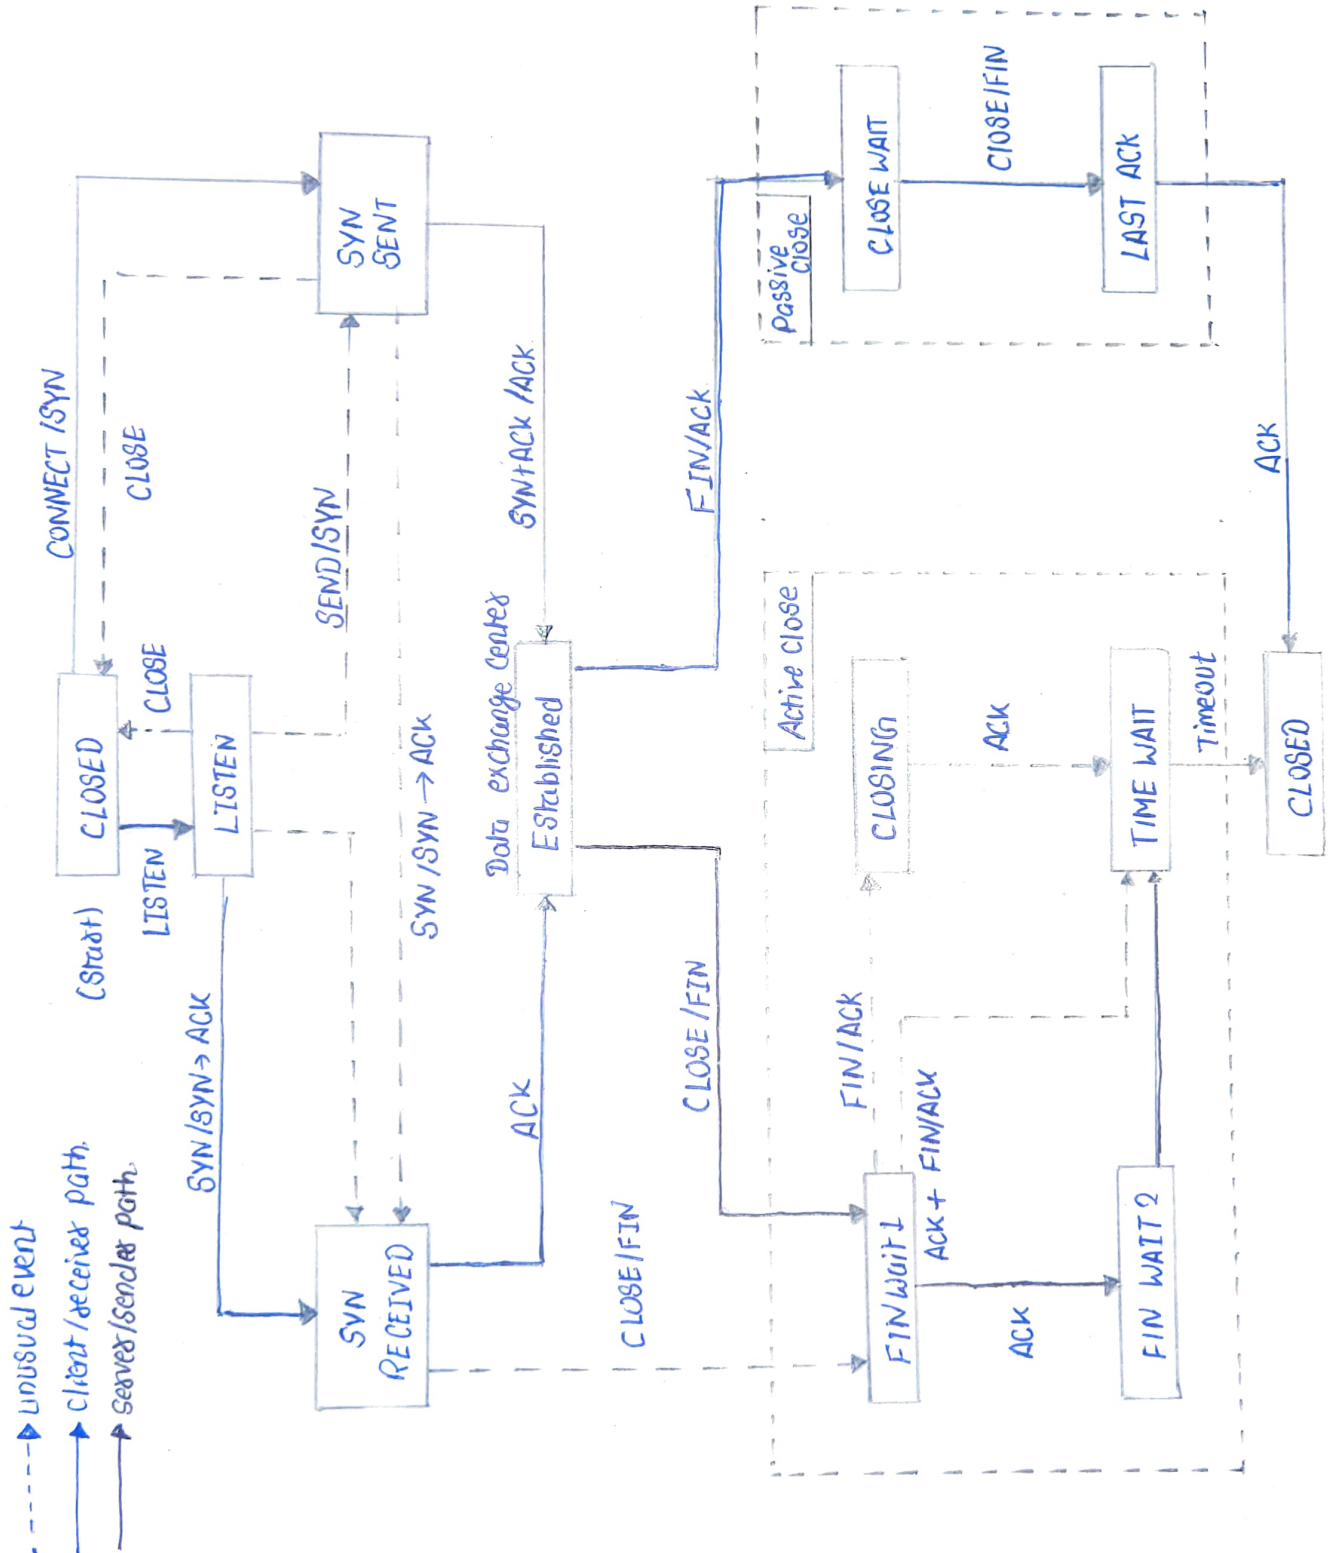 unusual event
Client/receiver path.
server/sender path.
(start)
CLOSED
CONNECT/SYN
CLOSE
LISTEN
CLOSE
LISTEN
SYN/SYN→ACK
SEND/SYN
SYN
SENT
SYN
RECEIVED
SYN/SYN→ACK
SYN+ACK/ACK
ACK
Data exchange center
EStablished
CLOSE/FIN
CLOSE/FIN
FIN/ACK
Active Close
Passive
Close
FIN Wait 1
FIN/ACK
ACK+ FIN/ACK
CLOSING
ACK
ACK
FIN WAIT 2
TIME WAIT
Timeout
CLOSE WAIT
ClOSE/FIN
LAST ACK
ACK
CLOSED